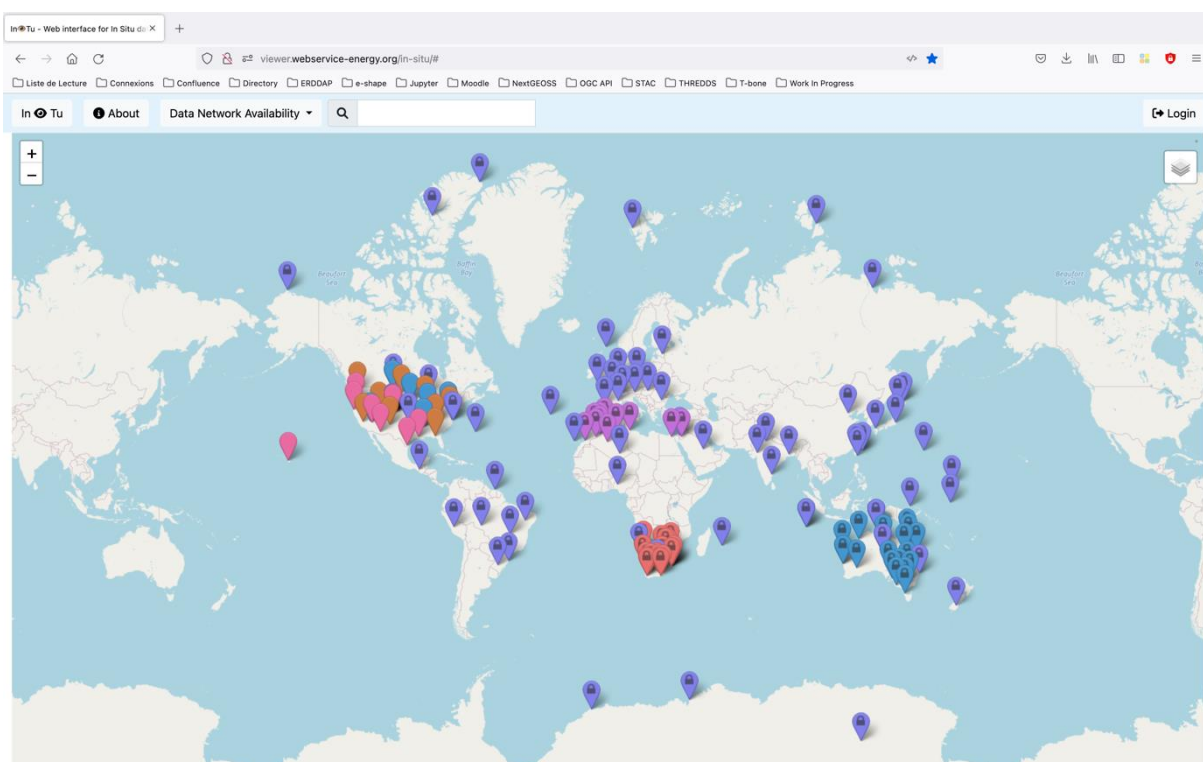 In👁Tu - Web interface for In Situ da ×
viewer.webservice-energy.org/in-situ/#
Liste de Lecture Connexions Confluence Directory ERDDAP e-shape Jupyter Moodle NextGEOSS OGC API STAC THREDDS T-bone Work In Progress
In 👁 Tu About Data Network Availability Login
+
−
Beaufort Sea
Baffin Bay
Beaufort Sea